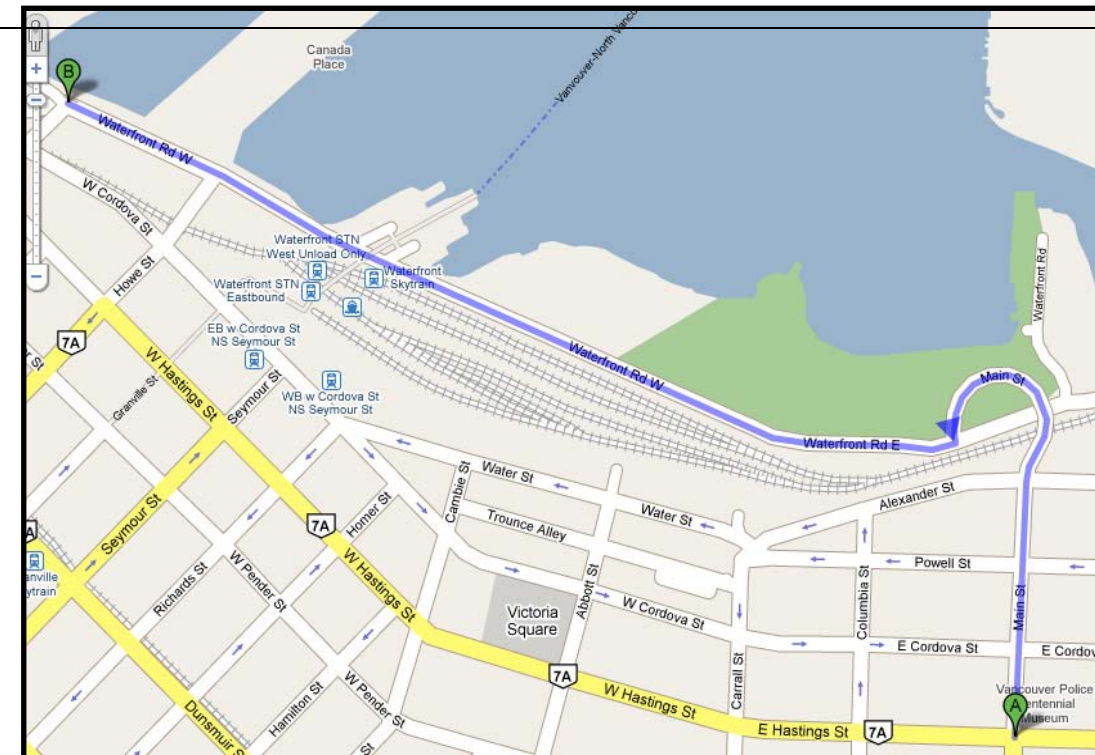 Canada
Place
Vanvouver-North Vanco
B
Waterfront Rd W
W Cordova St
Howe St
Waterfront STN
West Unload Only
Waterfront
Skytrain
Waterfront STN
Eastbound
Waterfront Rd
EB w Cordova St
NS Seymour St
7A
W Hastings St
Granville St
Seymour St
WB w Cordova St
NS Seymour St
Waterfront Rd W
Main St
Waterfront Rd E
Water St
Cambie St
Alexander St
Homer St
Trounce Alley
Water St
7A
Seymour St
W Pender St
Richards St
W Hastings St
Abbott St
Powell St
Columbia St
Main St
Victoria
Square
W Cordova St
E Cordova St
E Cordov
Carrall St
7A
W Hastings St
Hamilton St
W Pender St
Dunsmuir St
E Hastings St
7A
Vancouver Police
Centennial
Museum
A